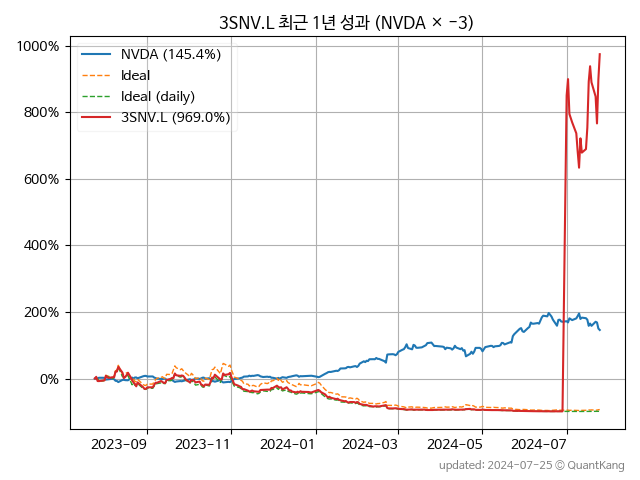 3SNV.L 최근 1년 성과 (NVDA × -3)
1000%
800%
600%
400%
200%
0%
NVDA (145.4%)
Ideal
Ideal (daily)
3SNV.L (969.0%)
2023-09
2023-11
2024-01
2024-03
2024-05
2024-07
updated: 2024-07-25 © QuantKang